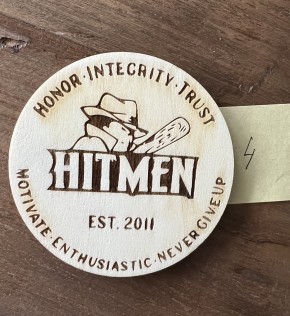 HONOR · INTEGRITY · TRUST
HITMEN
EST. 2011
MOTIVATE · ENTHUSIASTIC · NEVER GIVE UP
4